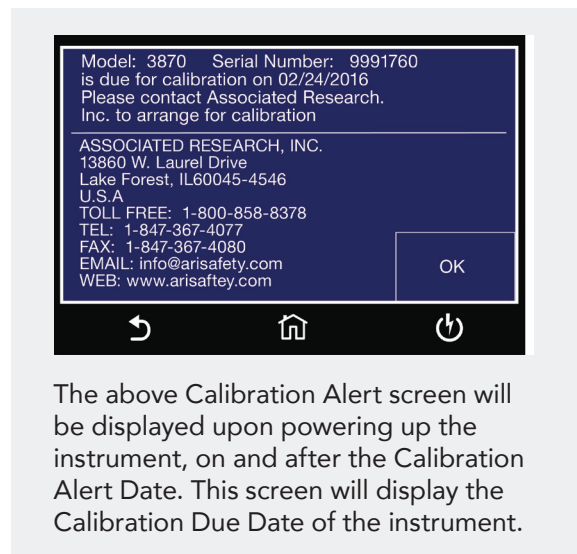 Model: 3870 Serial Number: 9991760
is due for calibration on 02/24/2016
Please contact Associated Research.
Inc. to arrange for calibration
ASSOCIATED RESEARCH, INC.
13860 W. Laurel Drive
Lake Forest, IL60045-4546
U.S.A
TOLL FREE: 1-800-858-8378
TEL: 1-847-367-4077
FAX: 1-847-367-4080
EMAIL: info@arisafety.com
WEB: www.arisaftey.com
OK
The above Calibration Alert screen will
be displayed upon powering up the
instrument, on and after the Calibration
Alert Date. This screen will display the
Calibration Due Date of the instrument.